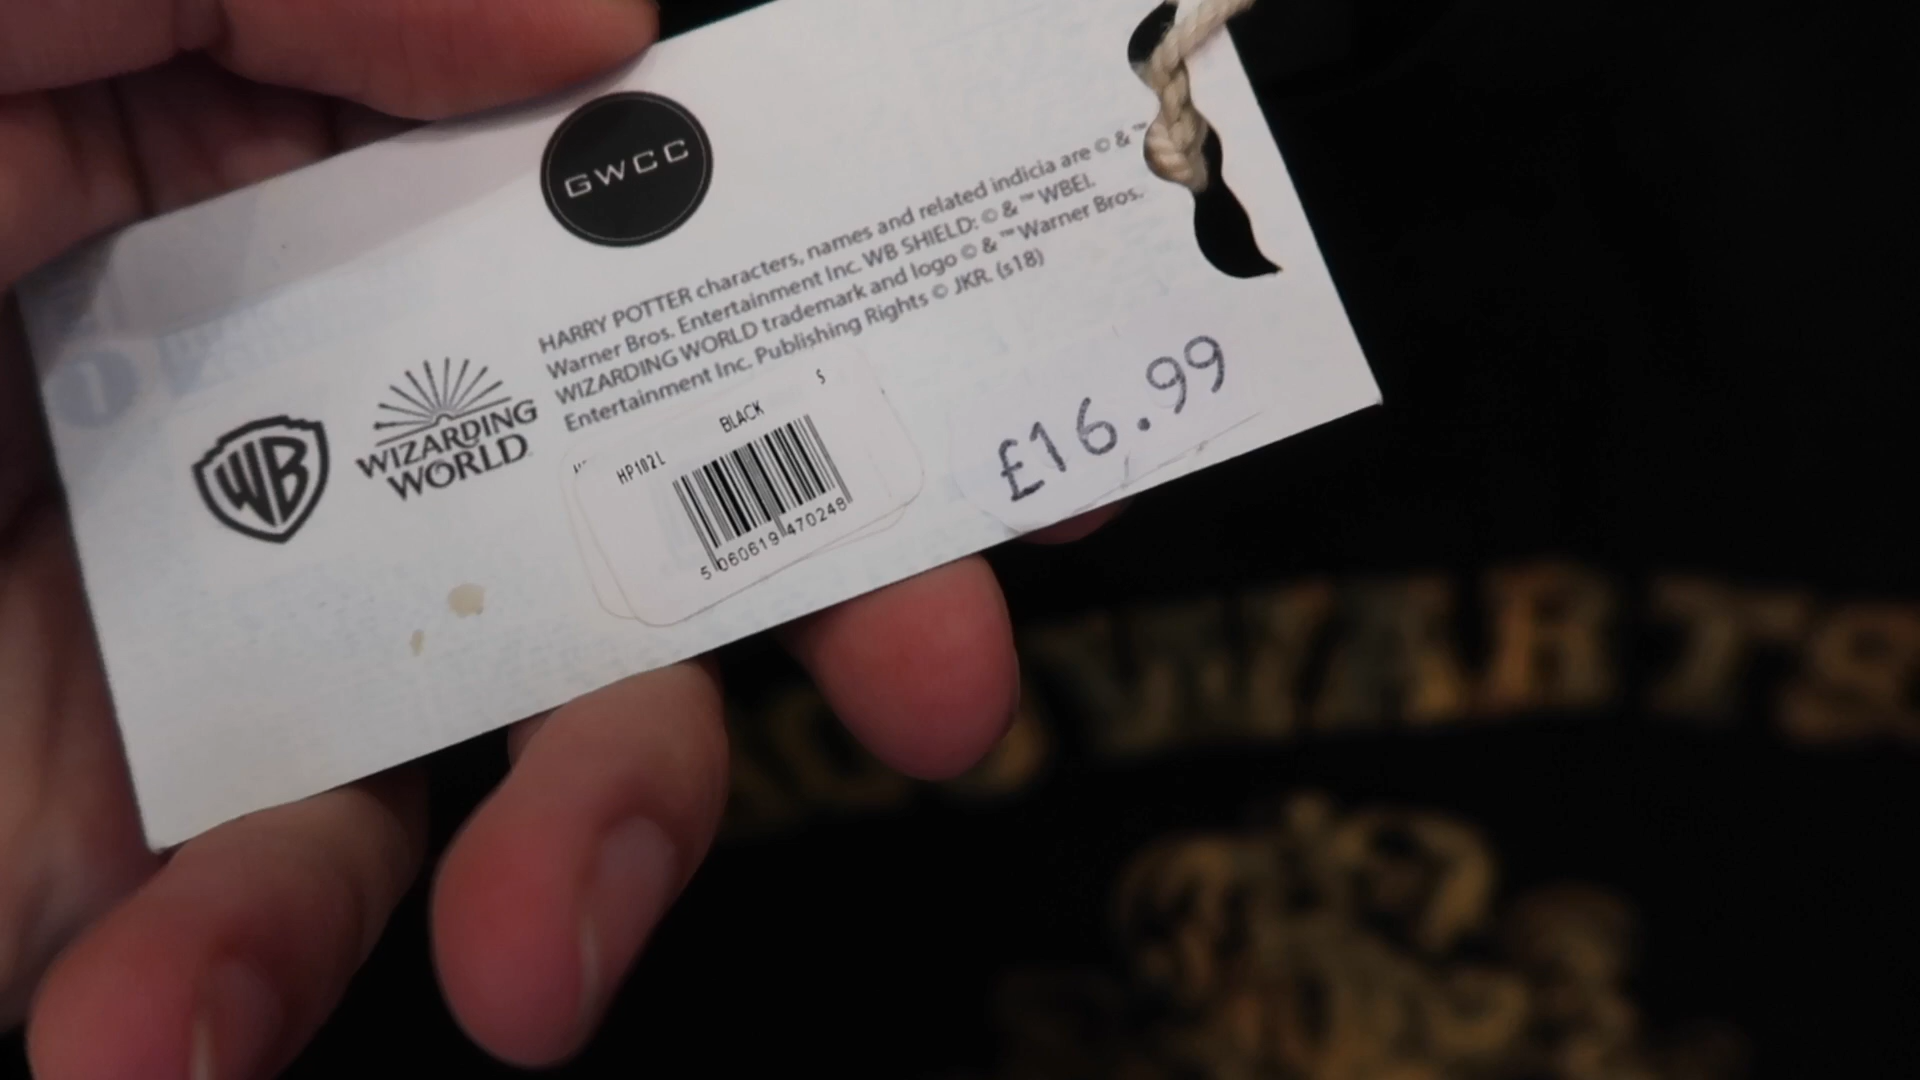 GWCC
HARRY POTTER characters, names and related indicia are © & ™
Warner Bros. Entertainment Inc. WB SHIELD: © & ™ WBEI.
WIZARDING WORLD trademark and logo © & ™ Warner Bros.
Entertainment Inc. Publishing Rights © JKR. (s18)
WB
WIZARDING
WORLD
HP102L
BLACK
S
5 060619 470248
£16.99
HOGWARTS